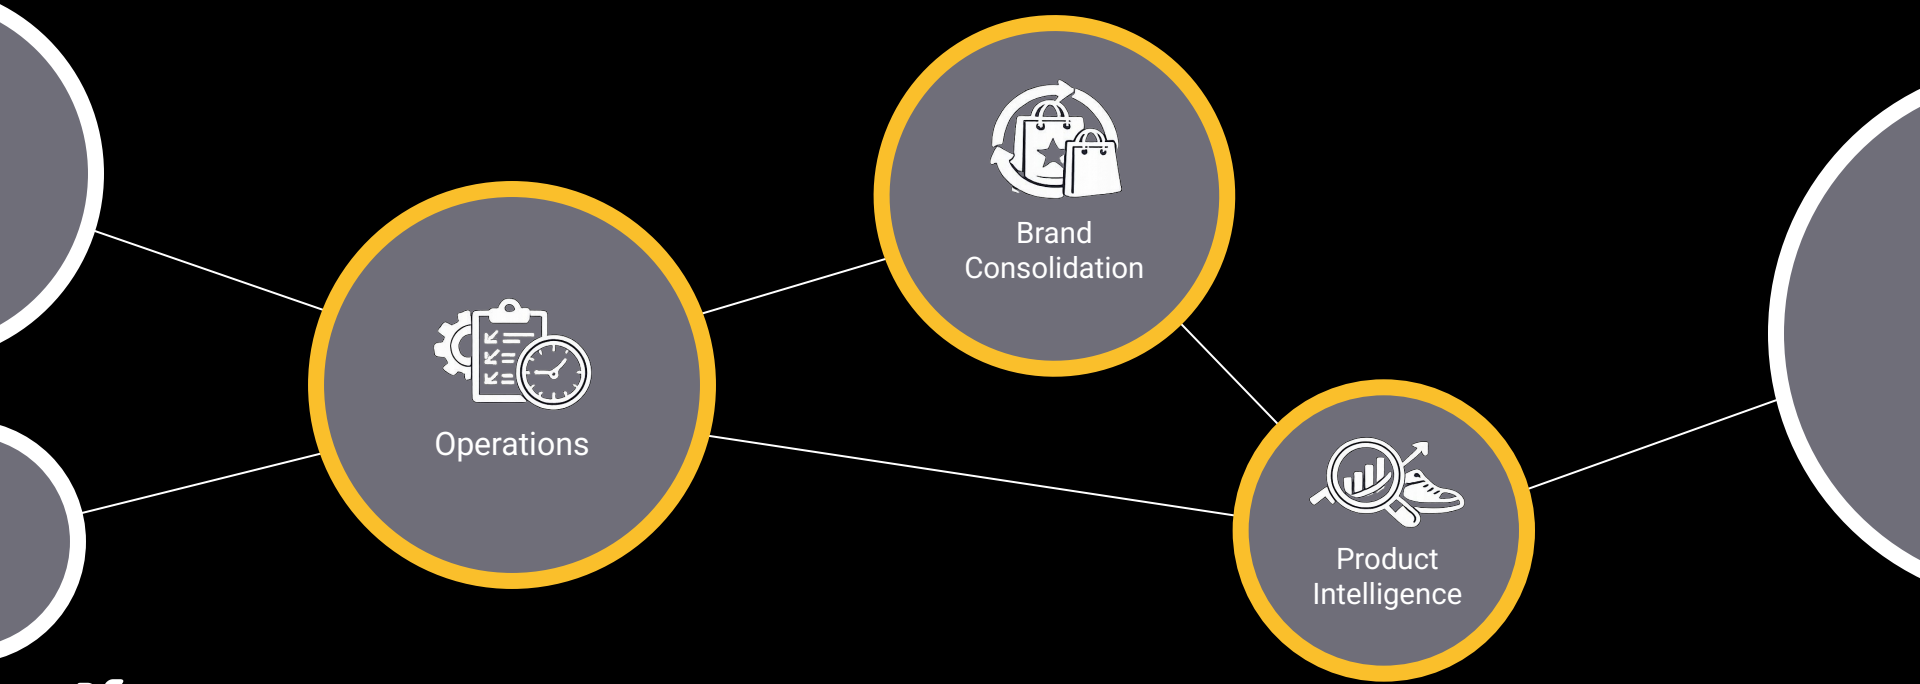 Brand
Consolidation
Operations
Product
Intelligence